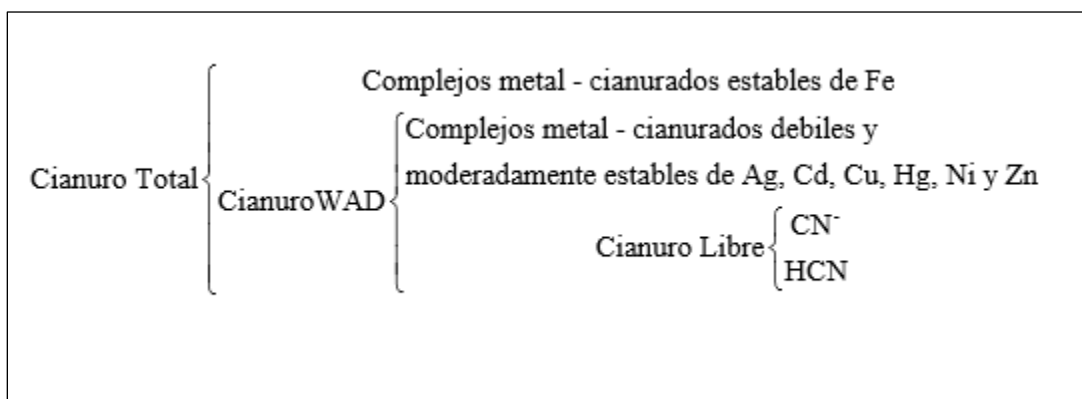 Complejos metal - cianurados estables de Fe
Complejos metal - cianurados debiles y
moderadamente estables de Ag, Cd, Cu, Hg, Ni y Zn
Cianuro Total
CianuroWAD
CN-
Cianuro Libre
HCN